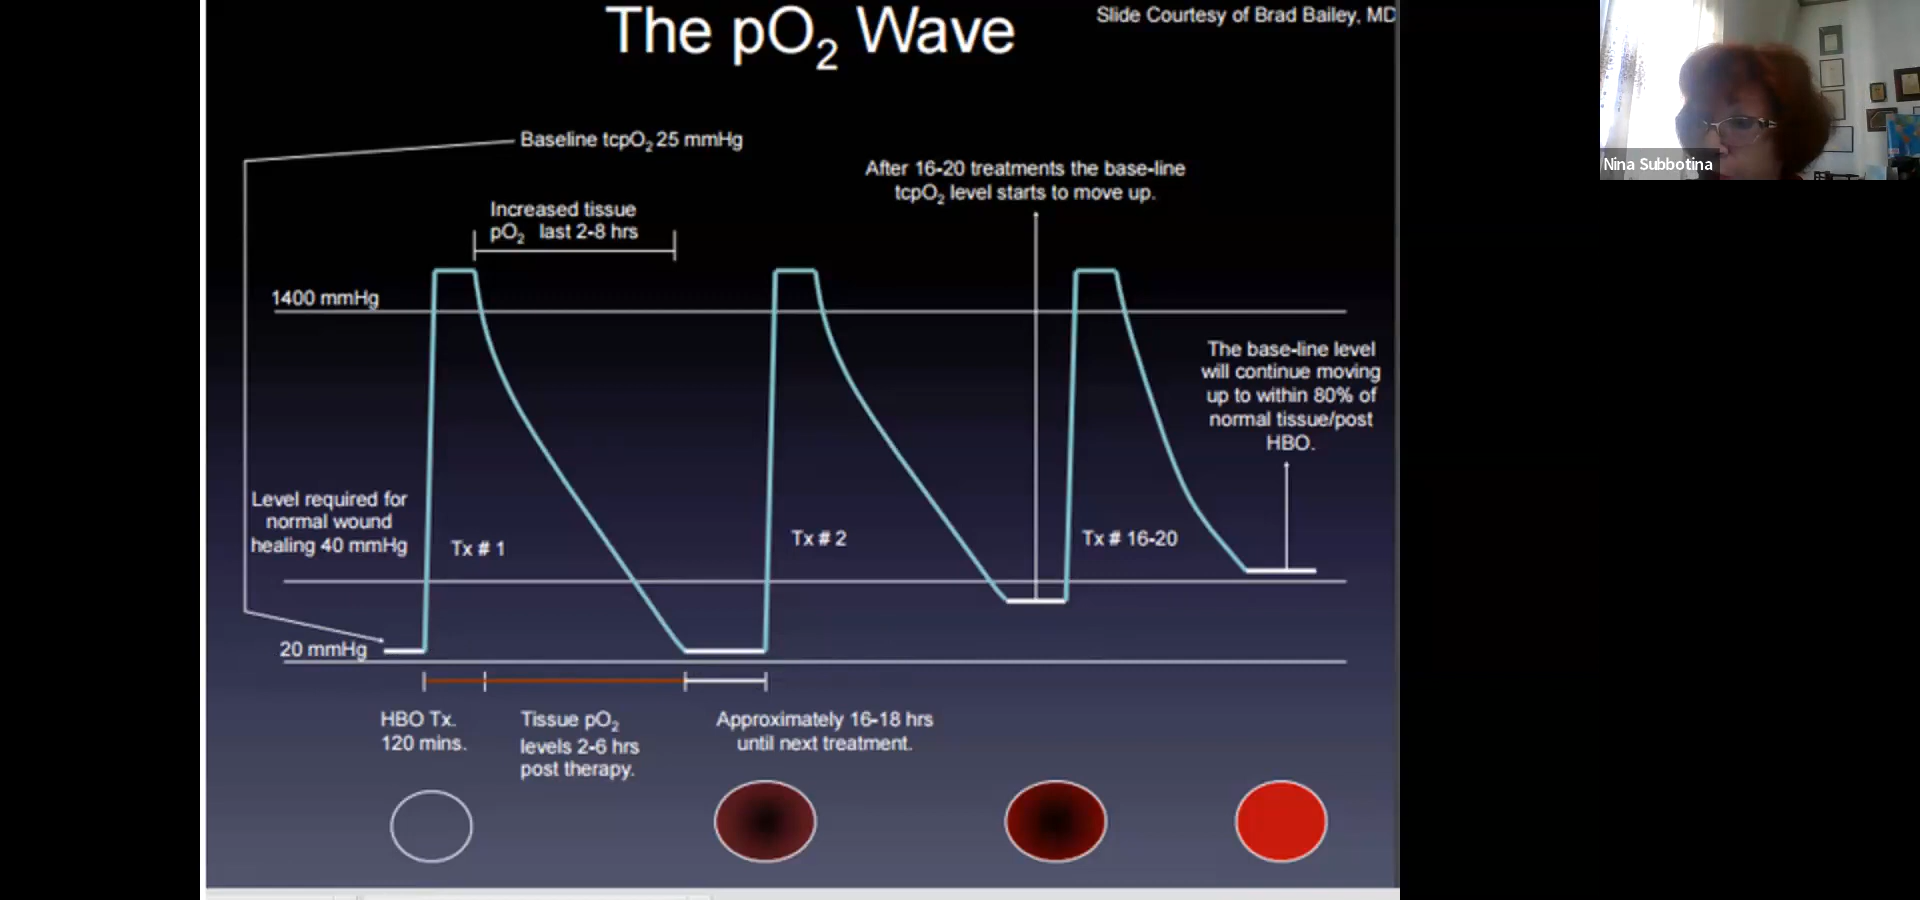 The pO₂ Wave
Slide Courtesy of Brad Bailey, MD
Nina Subbotina
Baseline tcpO₂ 25 mmHg
After 16-20 treatments the base-line
tcpO₂ level starts to move up.
Increased tissue
pO₂ last 2-8 hrs
1400 mmHg
The base-line level
will continue moving
up to within 80% of
normal tissue/post
HBO.
Level required for
normal wound
healing 40 mmHg
Tx # 1
Tx # 2
Tx # 16-20
20 mmHg
HBO Tx.
120 mins.
Tissue pO₂
levels 2-6 hrs
post therapy.
Approximately 16-18 hrs
until next treatment.